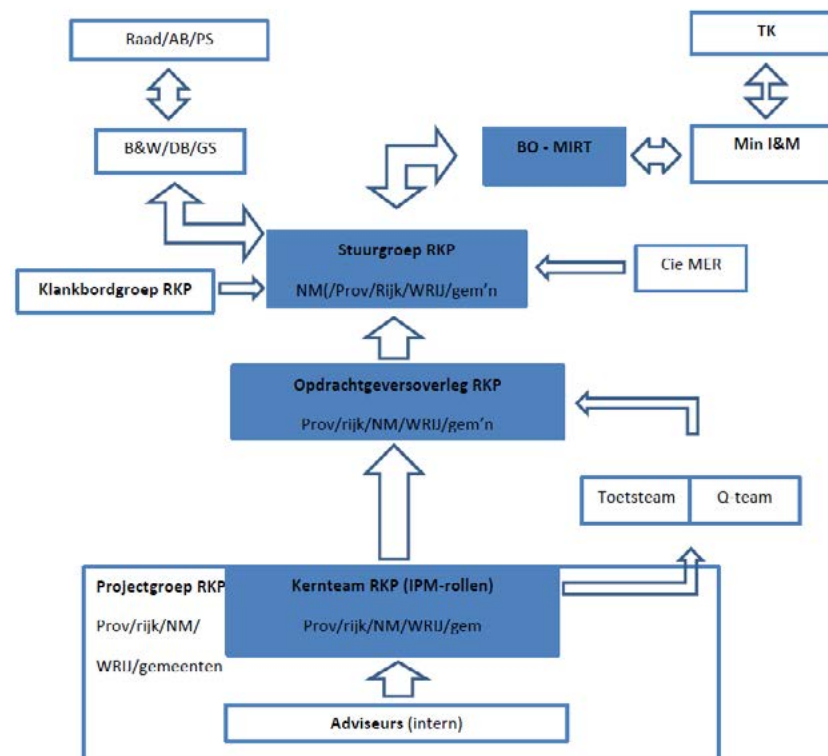 Raad/AB/PS
TK
B&W/DB/GS
BO - MIRT
Min I&M
Stuurgroep RKP
NM(/Prov/Rijk/WRIJ/gem'n
Cie MER
Klankbordgroep RKP
Opdrachtgeversoverleg RKP
Prov/rijk/NM/WRIJ/gem'n
Toetsteam
Q-team
Projectgroep RKP
Prov/rijk/NM/
WRIJ/gemeenten
Kernteam RKP (IPM-rollen)
Prov/rijk/NM/WRIJ/gem
Adviseurs (intern)